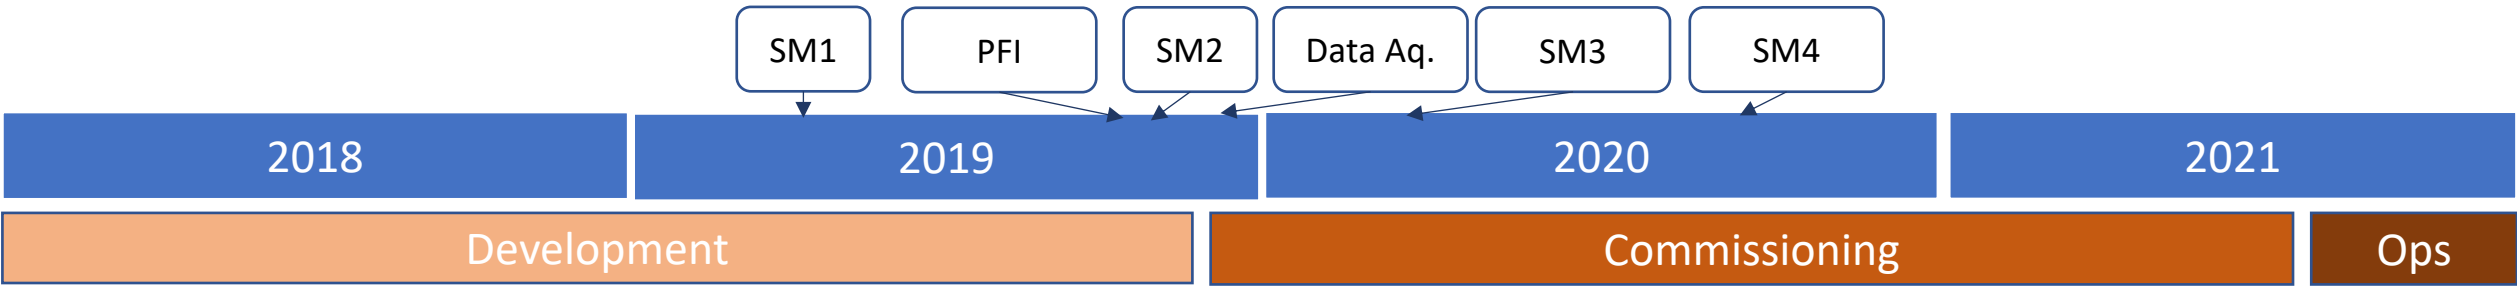 SM1
PFI
SM2
Data Aq.
SM3
SM4
2018
2019
2020
2021
Development
Commissioning
Ops